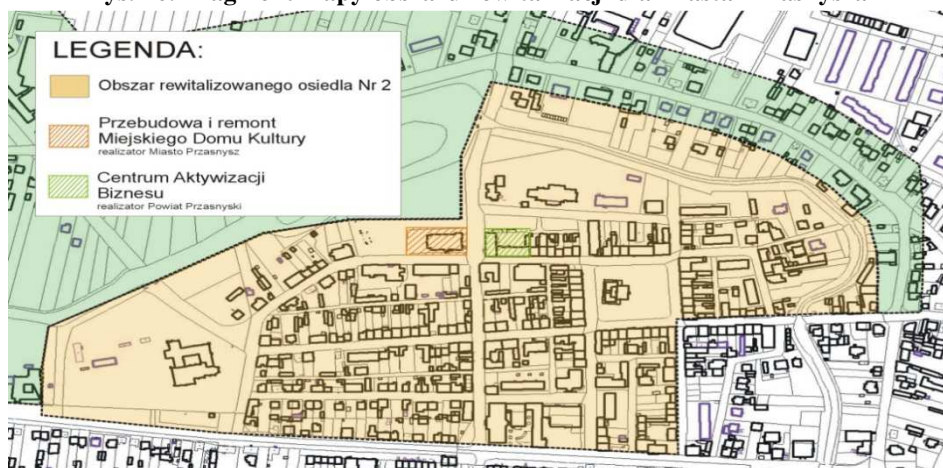 LEGENDA:
Obszar rewitalizowanego osiedla Nr 2
Przebudowa i remont
Miejskiego Domu Kultury
realizator Miasto Przasnysz
Centrum Aktywizacji
Biznesu
realizator Powiat Przasnyski